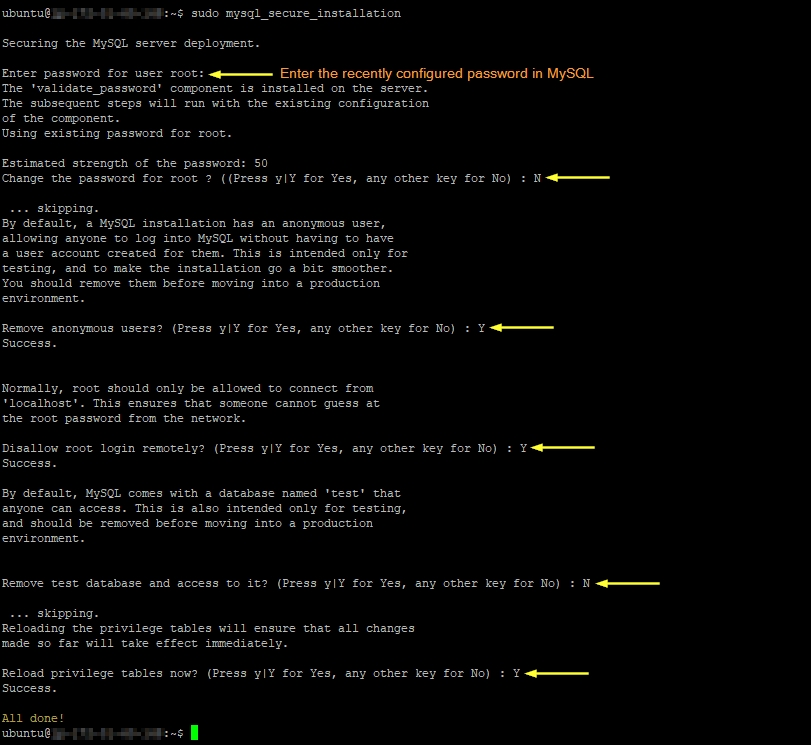 ubuntu@ :~$ sudo mysql_secure_installation
Securing the MySQL server deployment.
Enter password for user root: Enter the recently configured password in MySQL
The 'validate_password' component is installed on the server.
The subsequent steps will run with the existing configuration
of the component.
Using existing password for root.
Estimated strength of the password: 50
Change the password for root ? ((Press y|Y for Yes, any other key for No) : N
... skipping.
By default, a MySQL installation has an anonymous user,
allowing anyone to log into MySQL without having to have
a user account created for them. This is intended only for
testing, and to make the installation go a bit smoother.
You should remove them before moving into a production
environment.
Remove anonymous users? (Press y|Y for Yes, any other key for No) : Y
Success.
Normally, root should only be allowed to connect from
'localhost'. This ensures that someone cannot guess at
the root password from the network.
Disallow root login remotely? (Press y|Y for Yes, any other key for No) : Y
Success.
By default, MySQL comes with a database named 'test' that
anyone can access. This is also intended only for testing,
and should be removed before moving into a production
environment.
Remove test database and access to it? (Press y|Y for Yes, any other key for No) : N
... skipping.
Reloading the privilege tables will ensure that all changes
made so far will take effect immediately.
Reload privilege tables now? (Press y|Y for Yes, any other key for No) : Y
Success.
All done!
ubuntu@ :~$